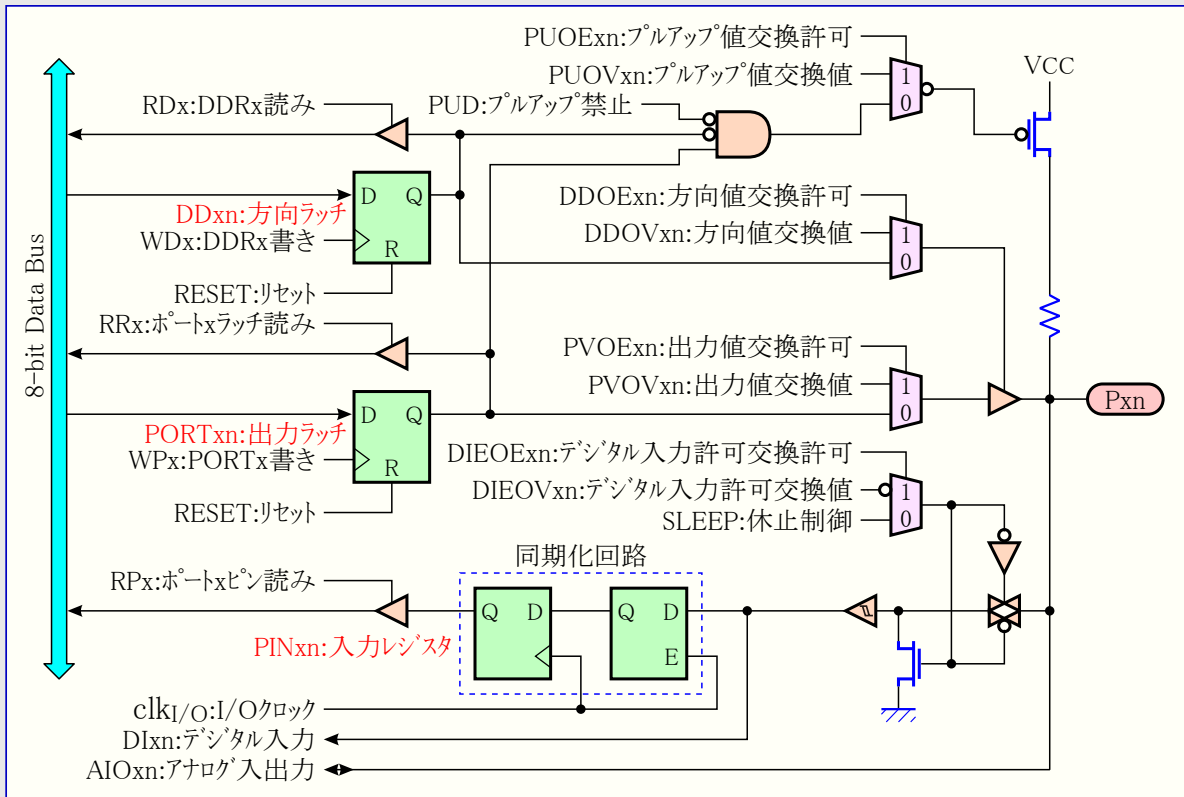 PUOExn:プルアップ値交換許可
PUOVxn:プルアップ値交換値
1
0
VCC
RDx:DDRx読み
PUD:プルアップ禁止
D Q
R
DDxn:方向ラッチ
WDx:DDRx書き
RESET:リセット
DDOExn:方向値交換許可
DDOVxn:方向値交換値
1
0
8-bit Data Bus
RRx:ポートxラッチ読み
PVOExn:出力値交換許可
PVOVxn:出力値交換値
1
0
Pxn
D Q
R
PORTxn:出力ラッチ
WPx:PORTx書き
RESET:リセット
DIEOExn:デジタル入力許可交換許可
DIEOVxn:デジタル入力許可交換値
SLEEP:休止制御
1
0
同期化回路
RPx:ポートxピン読み
Q D
Q D
E
PINxn:入力レジスタ
clkI/O:I/Oクロック
DIxn:デジタル入力
AIOxn:アナログ入出力